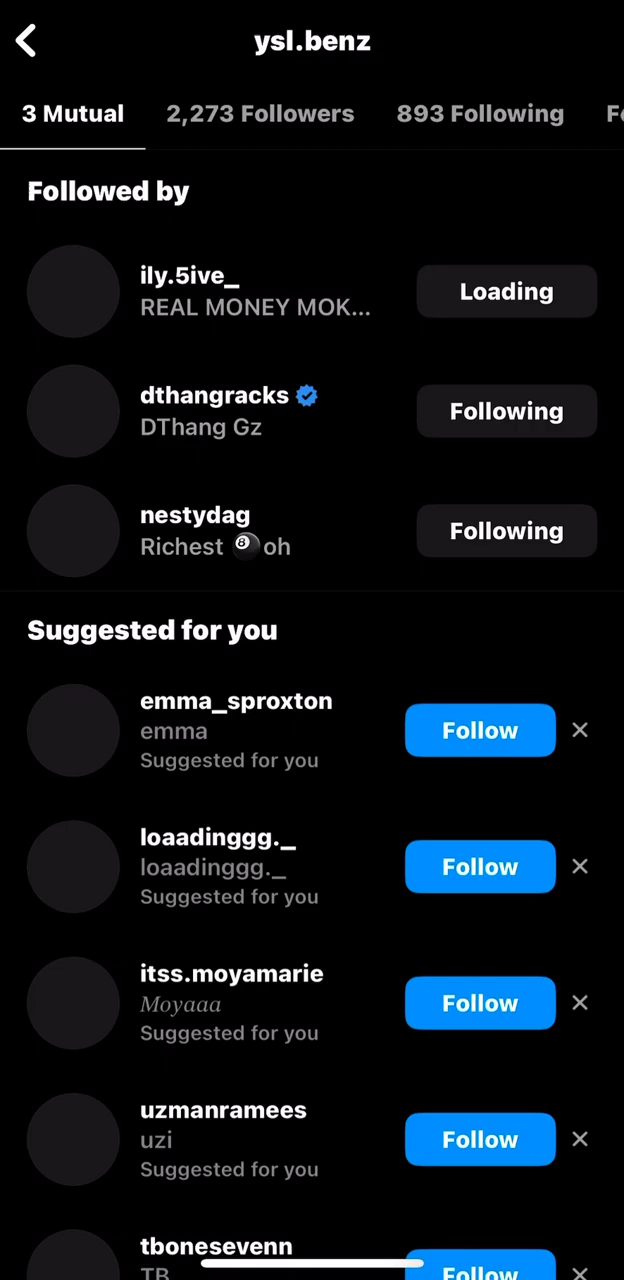 ysl.benz
3 Mutual 2,273 Followers 893 Following
Followed by
ily.5ive_
REAL MONEY MOK...
Loading
dthangracks
DThang Gz
Following
nestydag
Richest 🎱oh
Following
Suggested for you
emma_sproxton
emma
Suggested for you
Follow
loaadinggg._
loaadinggg._
Suggested for you
Follow
itss.moyamarie
Moyaaa
Suggested for you
Follow
uzmanramees
uzi
Suggested for you
Follow
tbonesevenn
TB
Follow